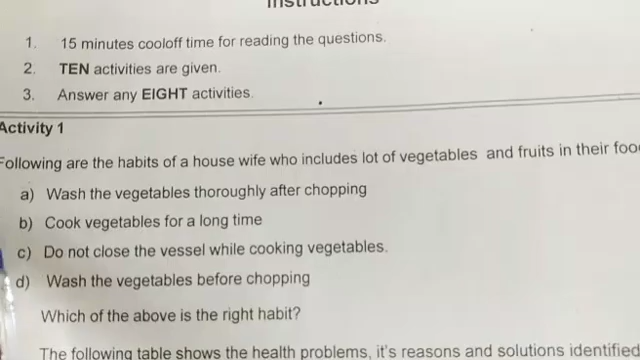 Instructions
1. 15 minutes cooloff time for reading the questions.
2. TEN activities are given.
3. Answer any EIGHT activities.
Activity 1
Following are the habits of a house wife who includes lot of vegetables and fruits in their foo
a) Wash the vegetables thoroughly after chopping
b) Cook vegetables for a long time
c) Do not close the vessel while cooking vegetables.
d) Wash the vegetables before chopping
Which of the above is the right habit?
The following table shows the health problems, it's reasons and solutions identified